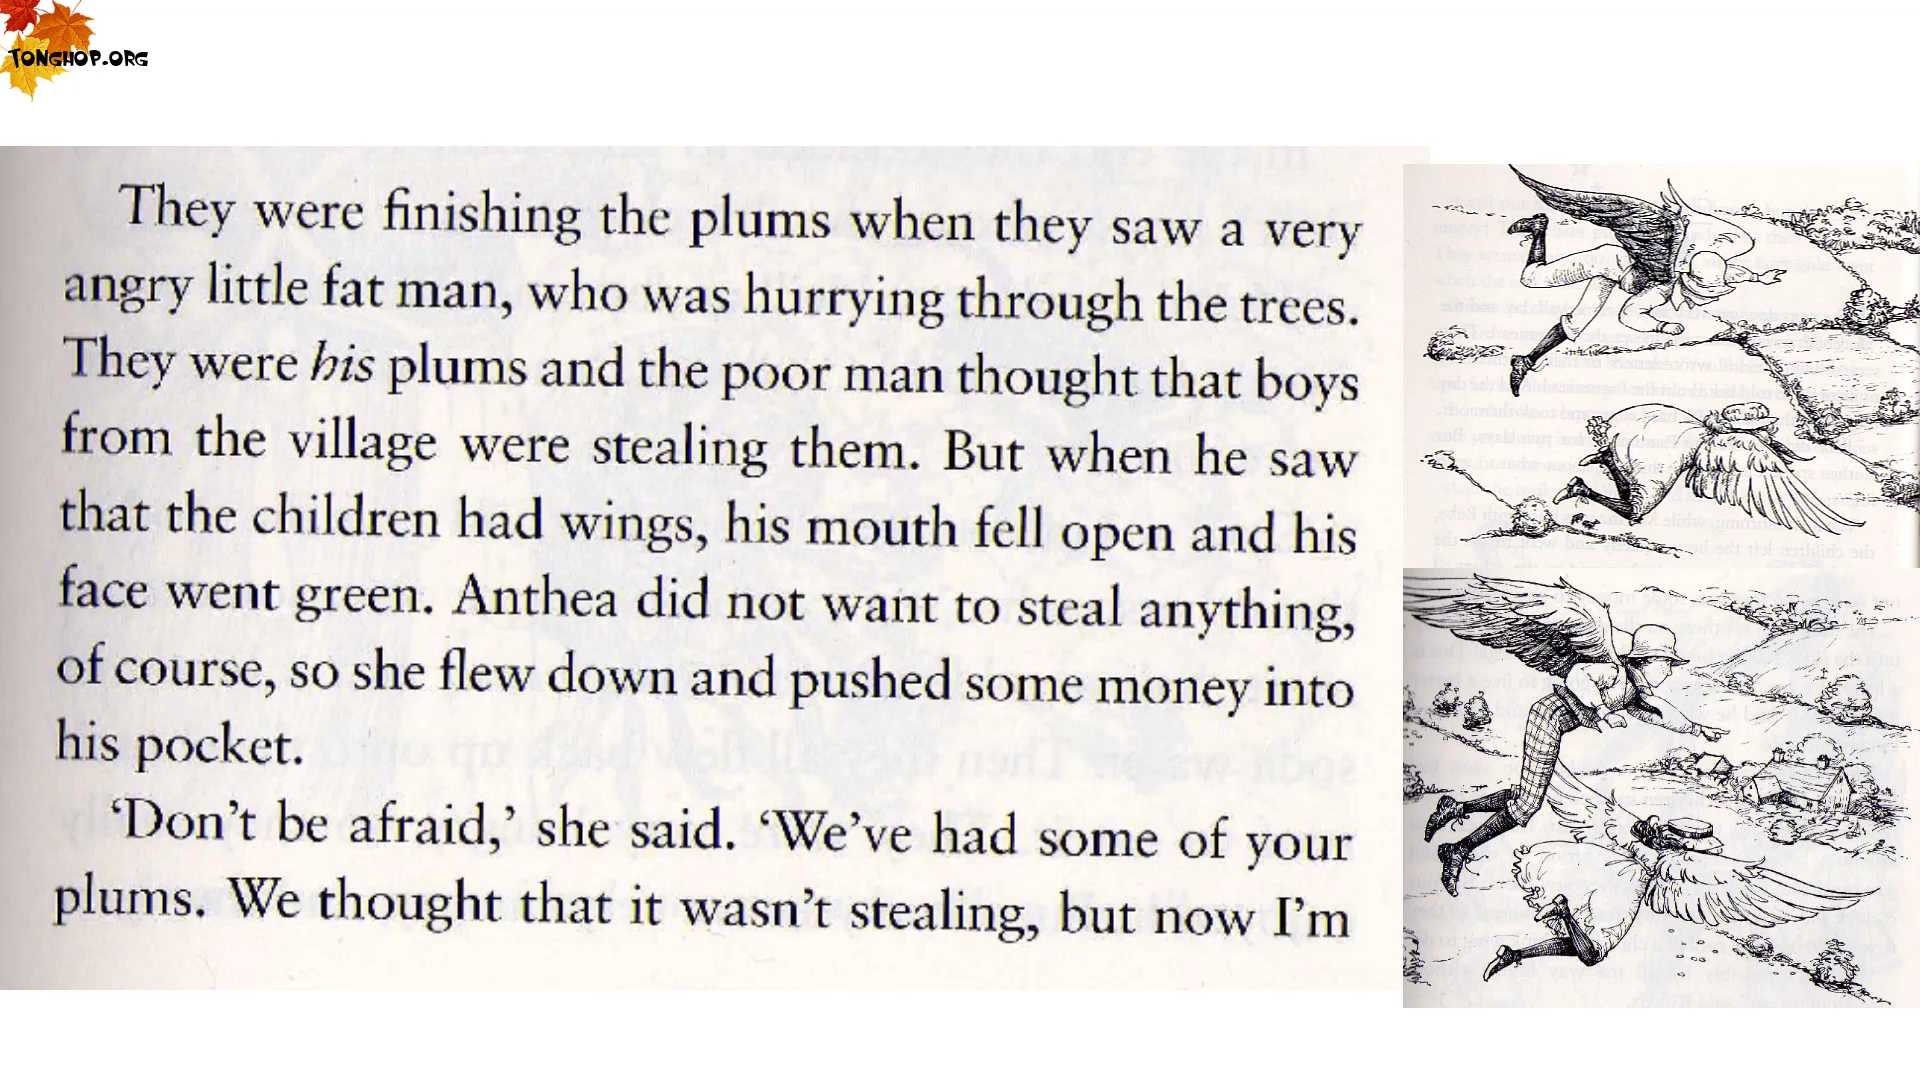 TONGHOP.ORG
They were finishing the plums when they saw a very
angry little fat man, who was hurrying through the trees.
They were his plums and the poor man thought that boys
from the village were stealing them. But when he saw
that the children had wings, his mouth fell open and his
face went green. Anthea did not want to steal anything,
of course, so she flew down and pushed some money into
his pocket.
‘Don’t be afraid,’ she said. ‘We’ve had some of your
plums. We thought that it wasn’t stealing, but now I’m